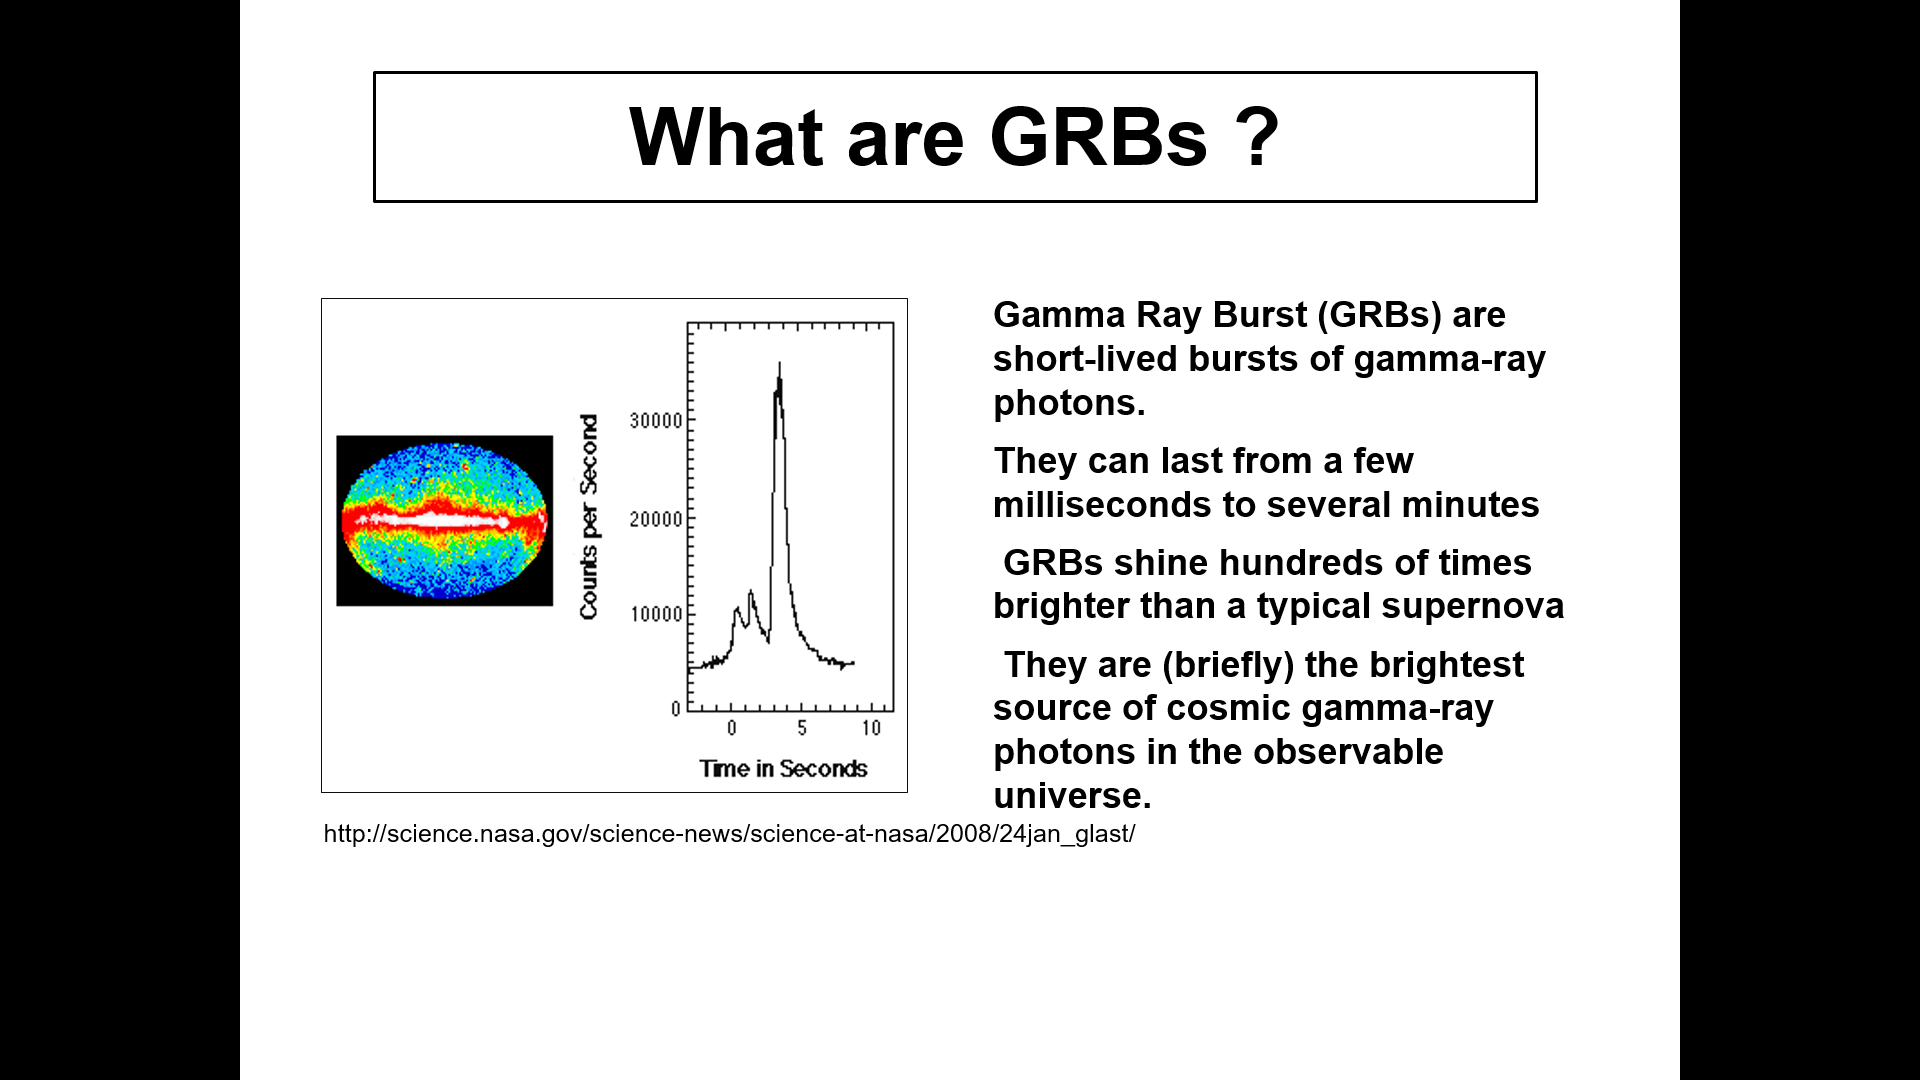 What are GRBs ?
Counts per Second
30000
20000
10000
0
0 5 10
Time in Seconds
Gamma Ray Burst (GRBs) are
short-lived bursts of gamma-ray
photons.
They can last from a few
milliseconds to several minutes
GRBs shine hundreds of times
brighter than a typical supernova
They are (briefly) the brightest
source of cosmic gamma-ray
photons in the observable
universe.
http://science.nasa.gov/science-news/science-at-nasa/2008/24jan_glast/